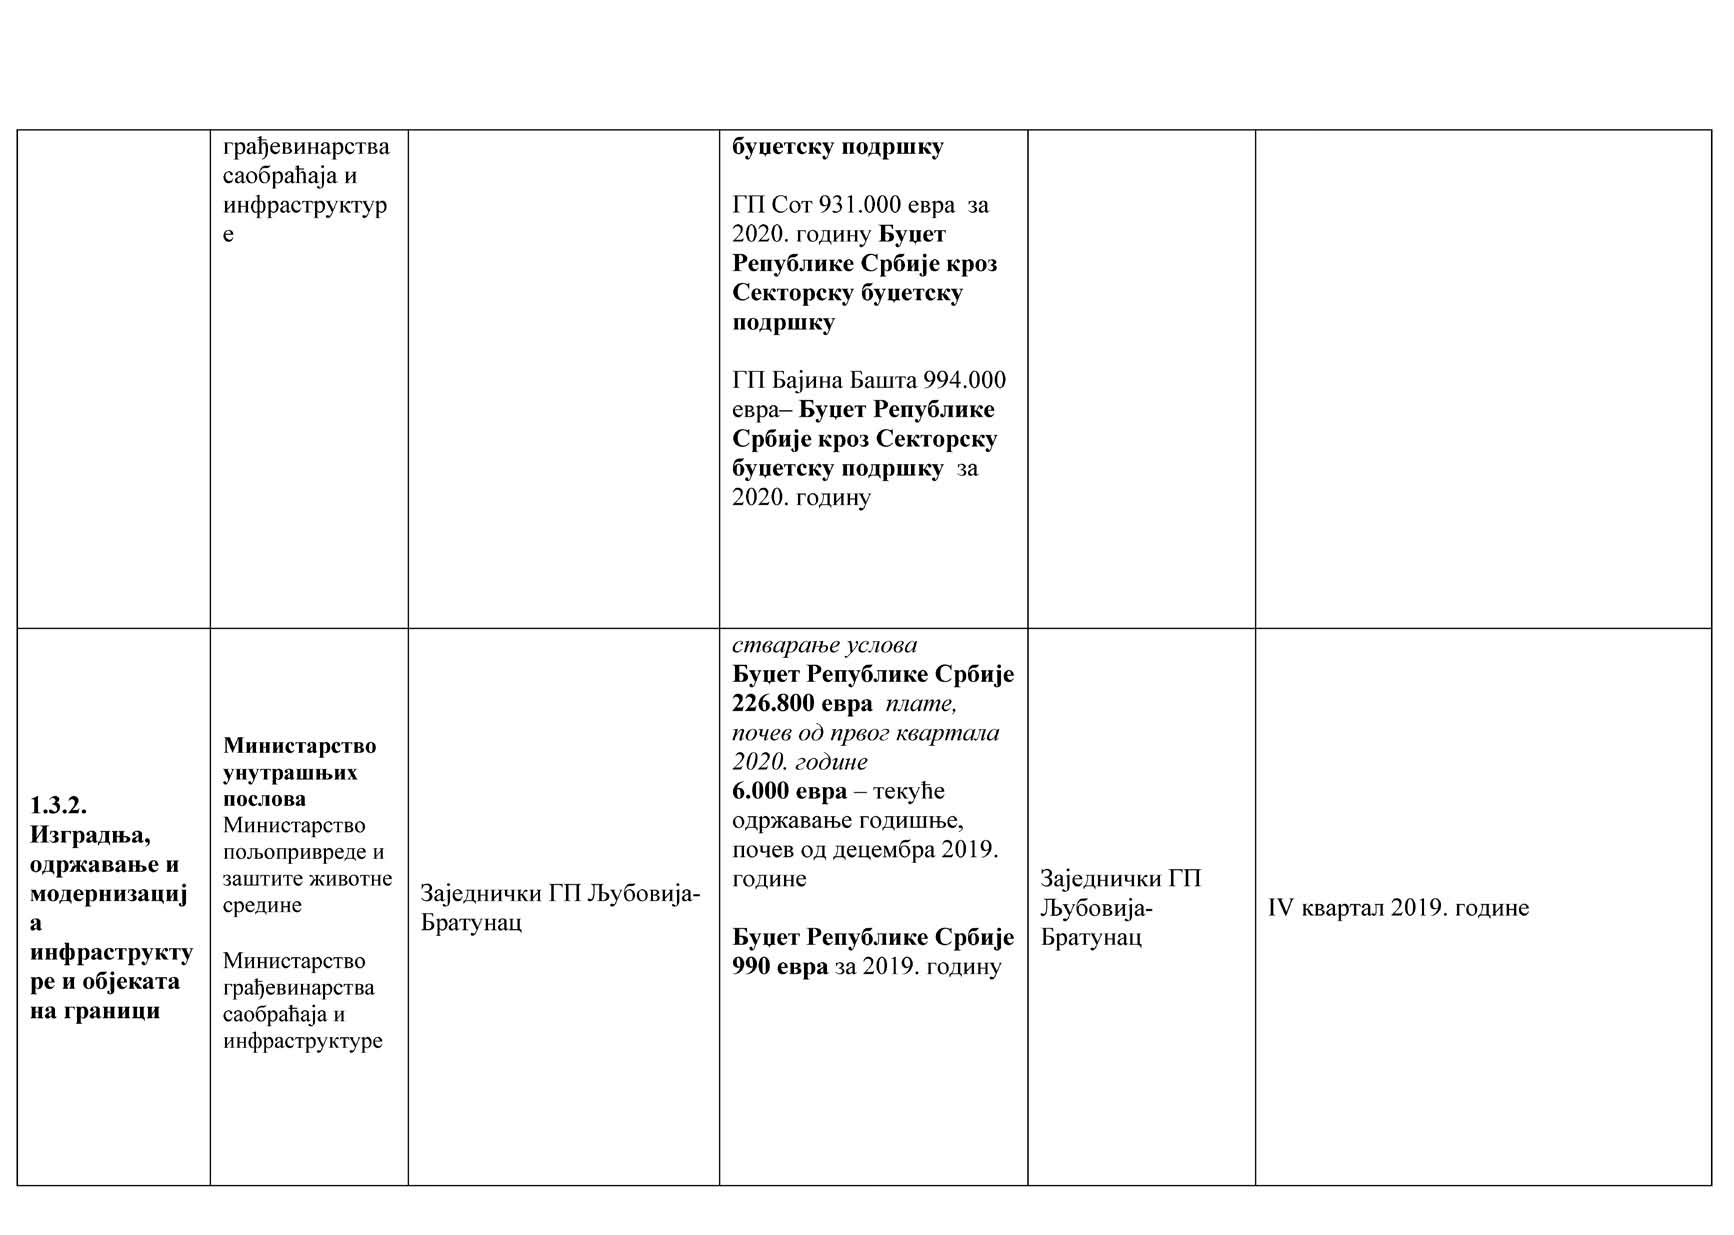 грађевинарства
саобраћаја и
инфраструктур
е
буџетску подршку
ГП Сот 931.000 евра  за
2020. годину Буџет
Републике Србије кроз
Секторску буџетску
подршку
ГП Бајина Башта 994.000
евра– Буџет Републике
Србије кроз Секторску
буџетску подршку  за
2020. годину
1.3.2.
Изградња,
одржавање и
модернизациј
а
инфраструкту
ре и објеката
на граници
Министарство
унутрашњих
послова
Министарство
пољопривреде и
заштите животне
средине
Министарство
грађевинарства
саобраћаја и
инфраструктуре
Заједнички ГП Љубовија-
Братунац
стварање услова
Буџет Републике Србије
226.800 евра  плате,
почев од првог квартала
2020. године
6.000 евра – текуће
одржавање годишње,
почев од децембра 2019.
године
Буџет Републике Србије
990 евра за 2019. годину
Заједнички ГП
Љубовија-
Братунац
IV квартал 2019. године